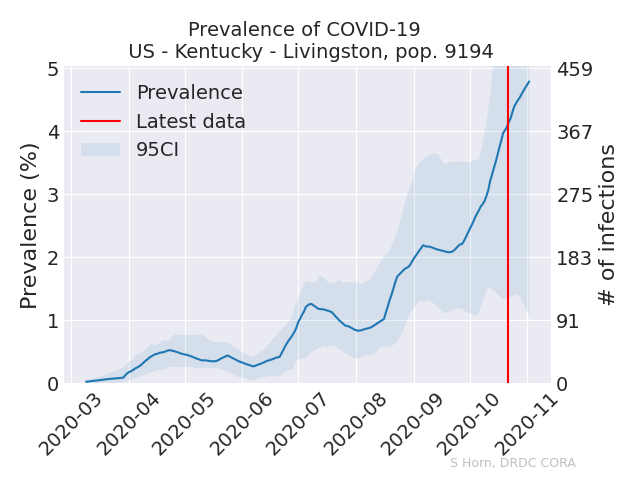 Prevalence of COVID-19
US - Kentucky - Livingston, pop. 9194
Prevalence
Latest data
95CI
Prevalence (%)
5
4
3
2
1
0
459
367
275
183
91
0
# of infections
2020-03
2020-04
2020-05
2020-06
2020-07
2020-08
2020-09
2020-10
2020-11
S Horn, DRDC CORA